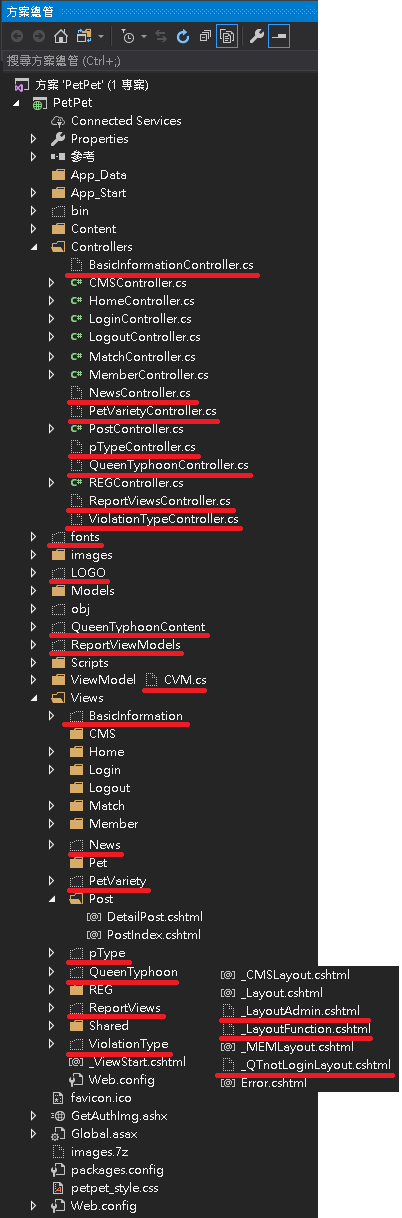 方案總管
搜尋方案總管 (Ctrl+;)
方案 'PetPet' (1 專案)
PetPet
Connected Services
Properties
參考
App_Data
App_Start
bin
Content
Controllers
BasicInformationController.cs
CMSController.cs
HomeController.cs
LoginController.cs
LogoutController.cs
MatchController.cs
MemberController.cs
NewsController.cs
PetVarietyController.cs
PostController.cs
pTypeController.cs
QueenTyphoonController.cs
REGController.cs
ReportViewsController.cs
ViolationTypeController.cs
fonts
images
LOGO
Models
obj
QueenTyphoonContent
ReportViewModels
Scripts
ViewModel CVM.cs
Views
BasicInformation
CMS
Home
Login
Logout
Match
Member
News
Pet
PetVariety
Post
DetailPost.cshtml
PostIndex.cshtml
pType
QueenTyphoon
REG
ReportViews
Shared
ViolationType
_ViewStart.cshtml
Web.config
_CMSLayout.cshtml
_Layout.cshtml
_LayoutAdmin.cshtml
_LayoutFunction.cshtml
_MEMLayout.cshtml
_QTnotLoginLayout.cshtml
Error.cshtml
favicon.ico
GetAuthImg.ashx
Global.asax
images.7z
packages.config
petpet_style.css
Web.config